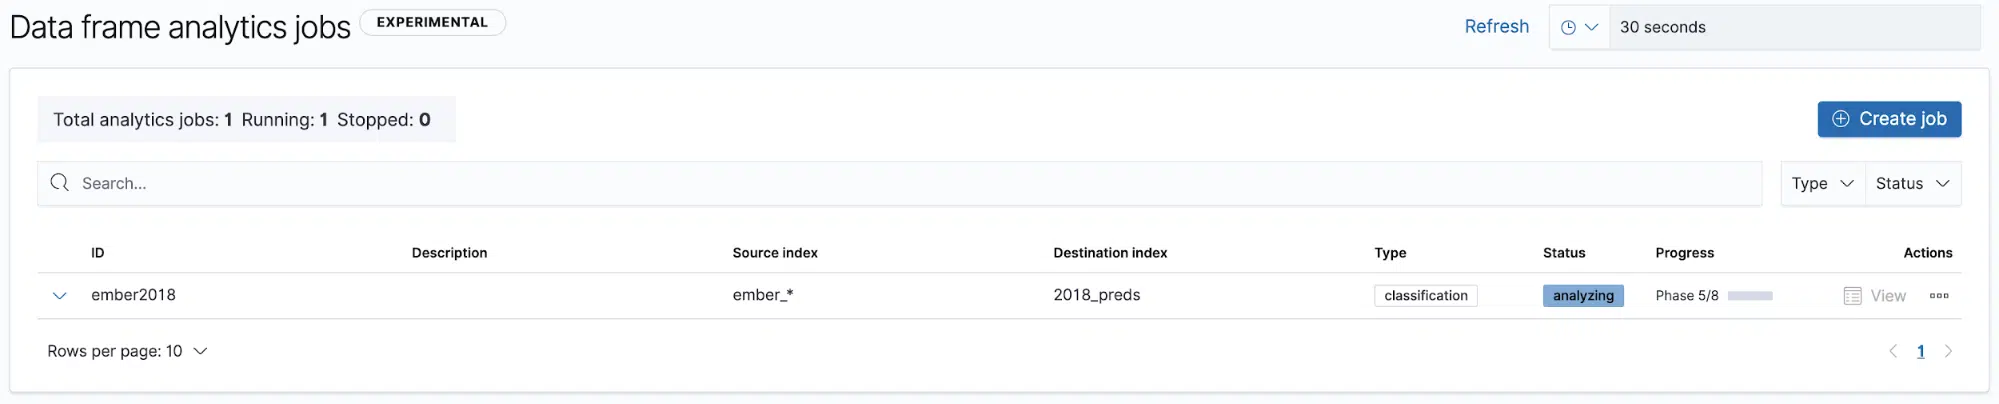 Data frame analytics jobs EXPERIMENTAL Refresh 30 seconds
Total analytics jobs: 1 Running: 1 Stopped: 0 Create job
Search... Type Status
ID Description Source index Destination index Type Status Progress Actions
ember2018 ember_* 2018_preds classification analyzing Phase 5/8 View
Rows per page: 10 1